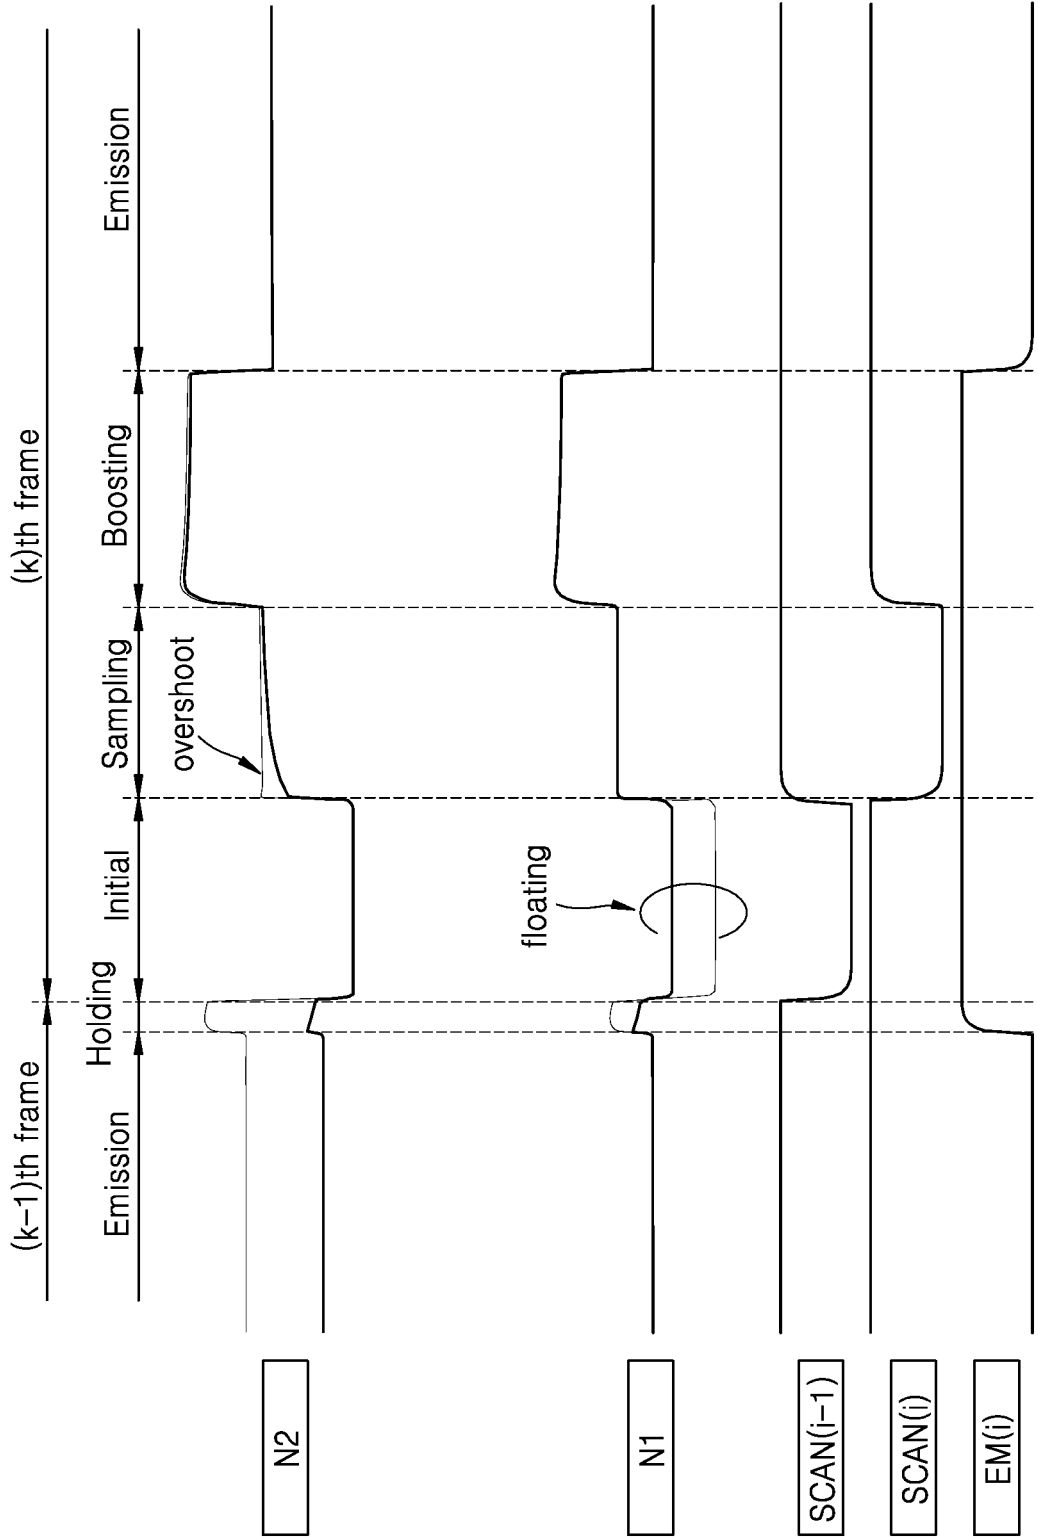 (k-1)th frame
(k)th frame
Emission
Holding
Initial
Sampling
Boosting
Emission
N2
overshoot
N1
floating
SCAN(i-1)
SCAN(i)
EM(i)